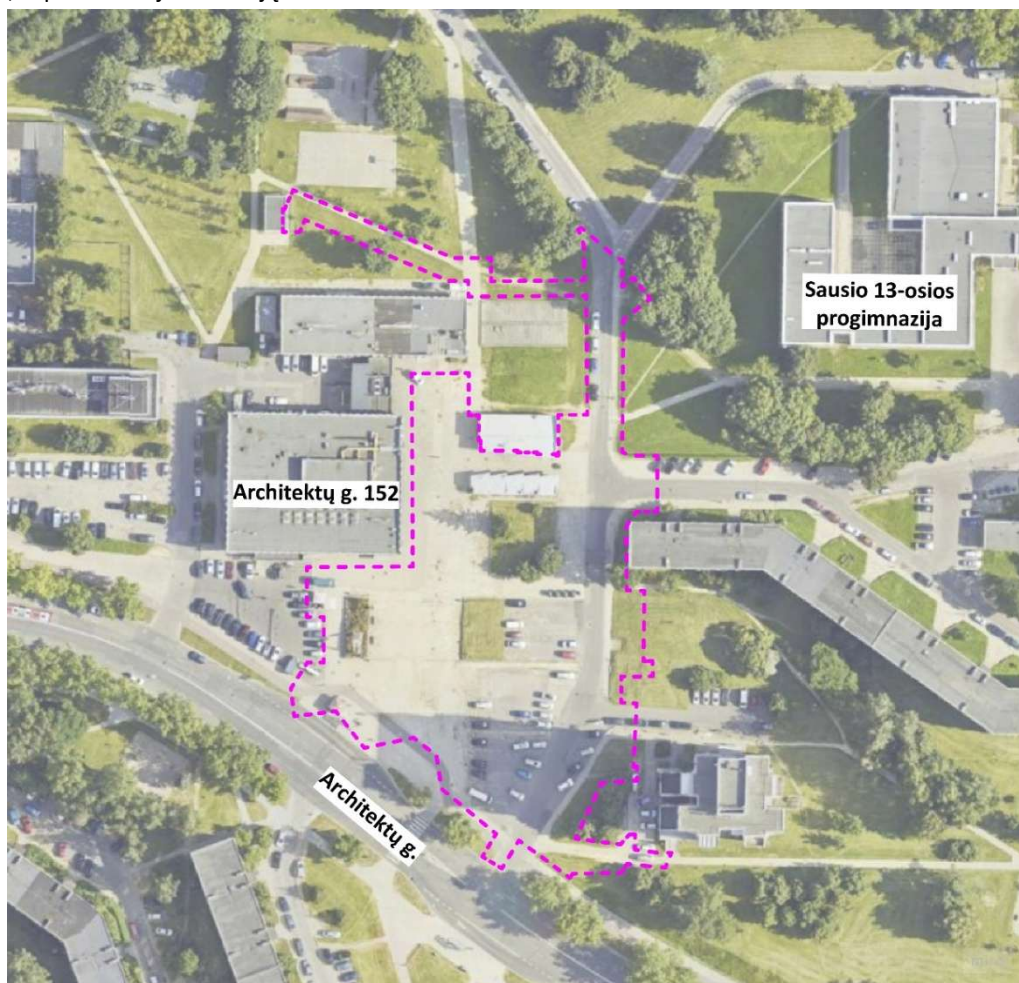 Sausio 13-osios
progimnazija
Architektų g. 152
Architektų g.